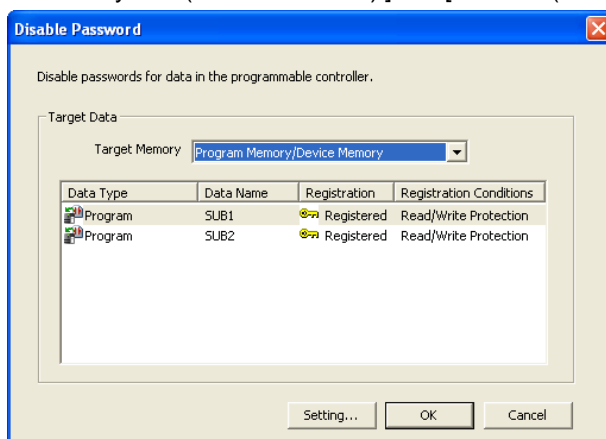 Disable Password
Disable passwords for data in the programmable controller.
Target Data
Target Memory Program Memory/Device Memory
Data Type Data Name Registration Registration Conditions
Program SUB1 Registered Read/Write Protection
Program SUB2 Registered Read/Write Protection
Setting... OK Cancel